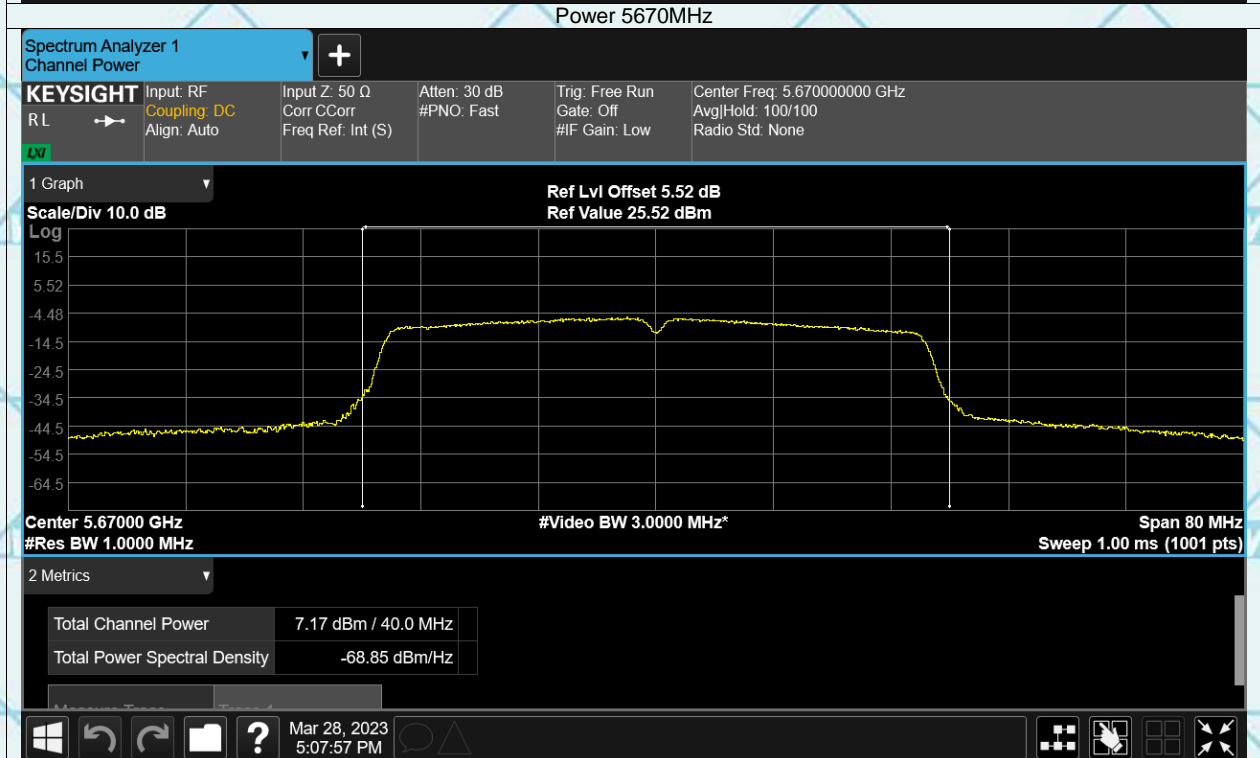 Power 5670MHz
Spectrum Analyzer 1
Channel Power
+
KEYSIGHT
R L
LXI
Input: RF
Coupling: DC
Align: Auto
Input Z: 50 Ω
Corr CCorr
Freq Ref: Int (S)
Atten: 30 dB
#PNO: Fast
Trig: Free Run
Gate: Off
#IF Gain: Low
Center Freq: 5.670000000 GHz
Avg|Hold: 100/100
Radio Std: None
1 Graph
Scale/Div 10.0 dB
Ref Lvl Offset 5.52 dB
Ref Value 25.52 dBm
Log
15.5
5.52
-4.48
-14.5
-24.5
-34.5
-44.5
-54.5
-64.5
Center 5.67000 GHz
#Res BW 1.0000 MHz
#Video BW 3.0000 MHz*
Span 80 MHz
Sweep 1.00 ms (1001 pts)
2 Metrics
Total Channel Power 7.17 dBm / 40.0 MHz
Total Power Spectral Density -68.85 dBm/Hz
?
Mar 28, 2023
5:07:57 PM